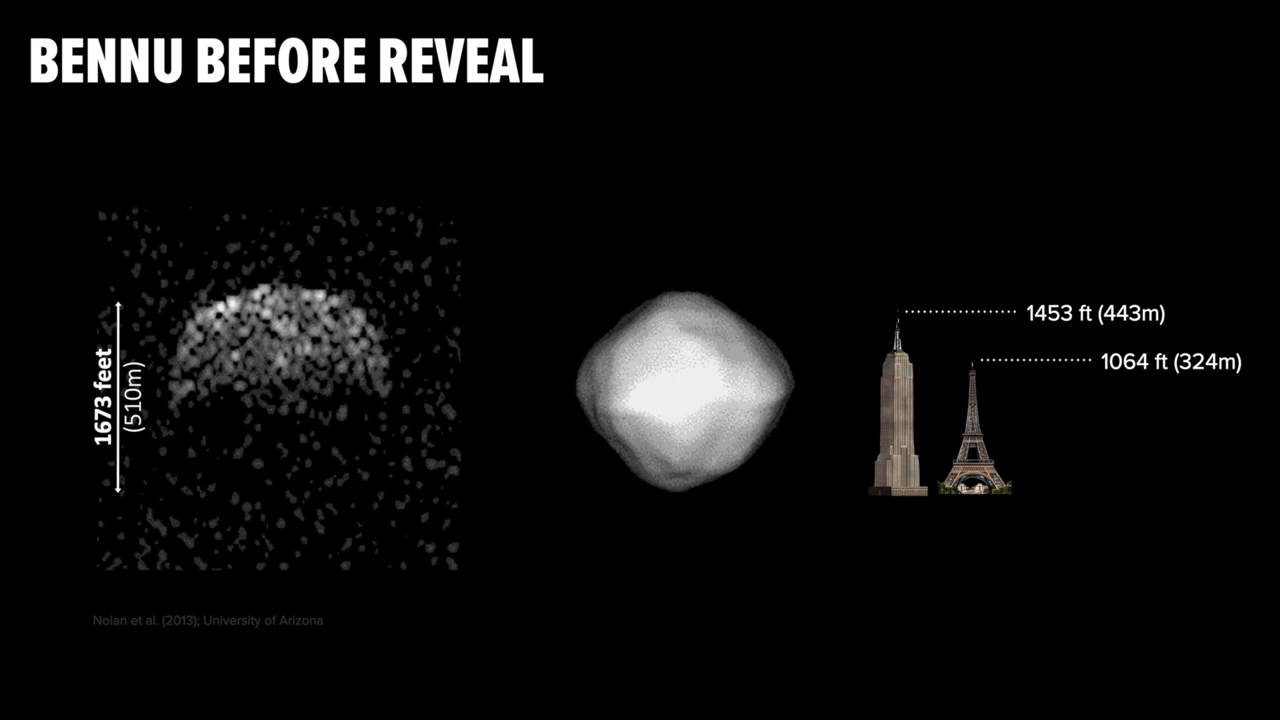 BENNU BEFORE REVEAL
1673 feet
(510m)
1453 ft (443m)
1064 ft (324m)
Nolan et al. (2013); University of Arizona